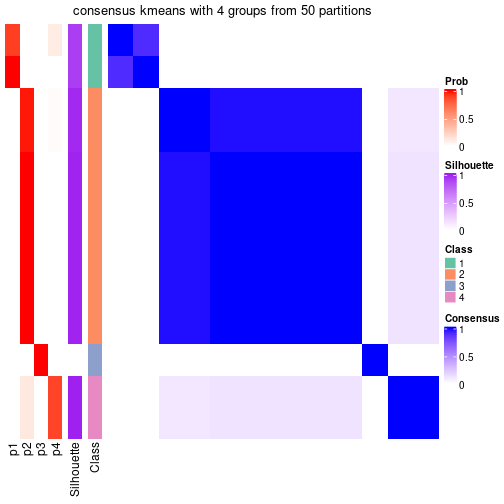 consensus kmeans with 4 groups from 50 partitions
Prob
1
0.5
0
Silhouette
1
0.5
0
Class
1
2
3
4
Consensus
1
0.5
0
p1
p2
p3
p4
Silhouette
Class